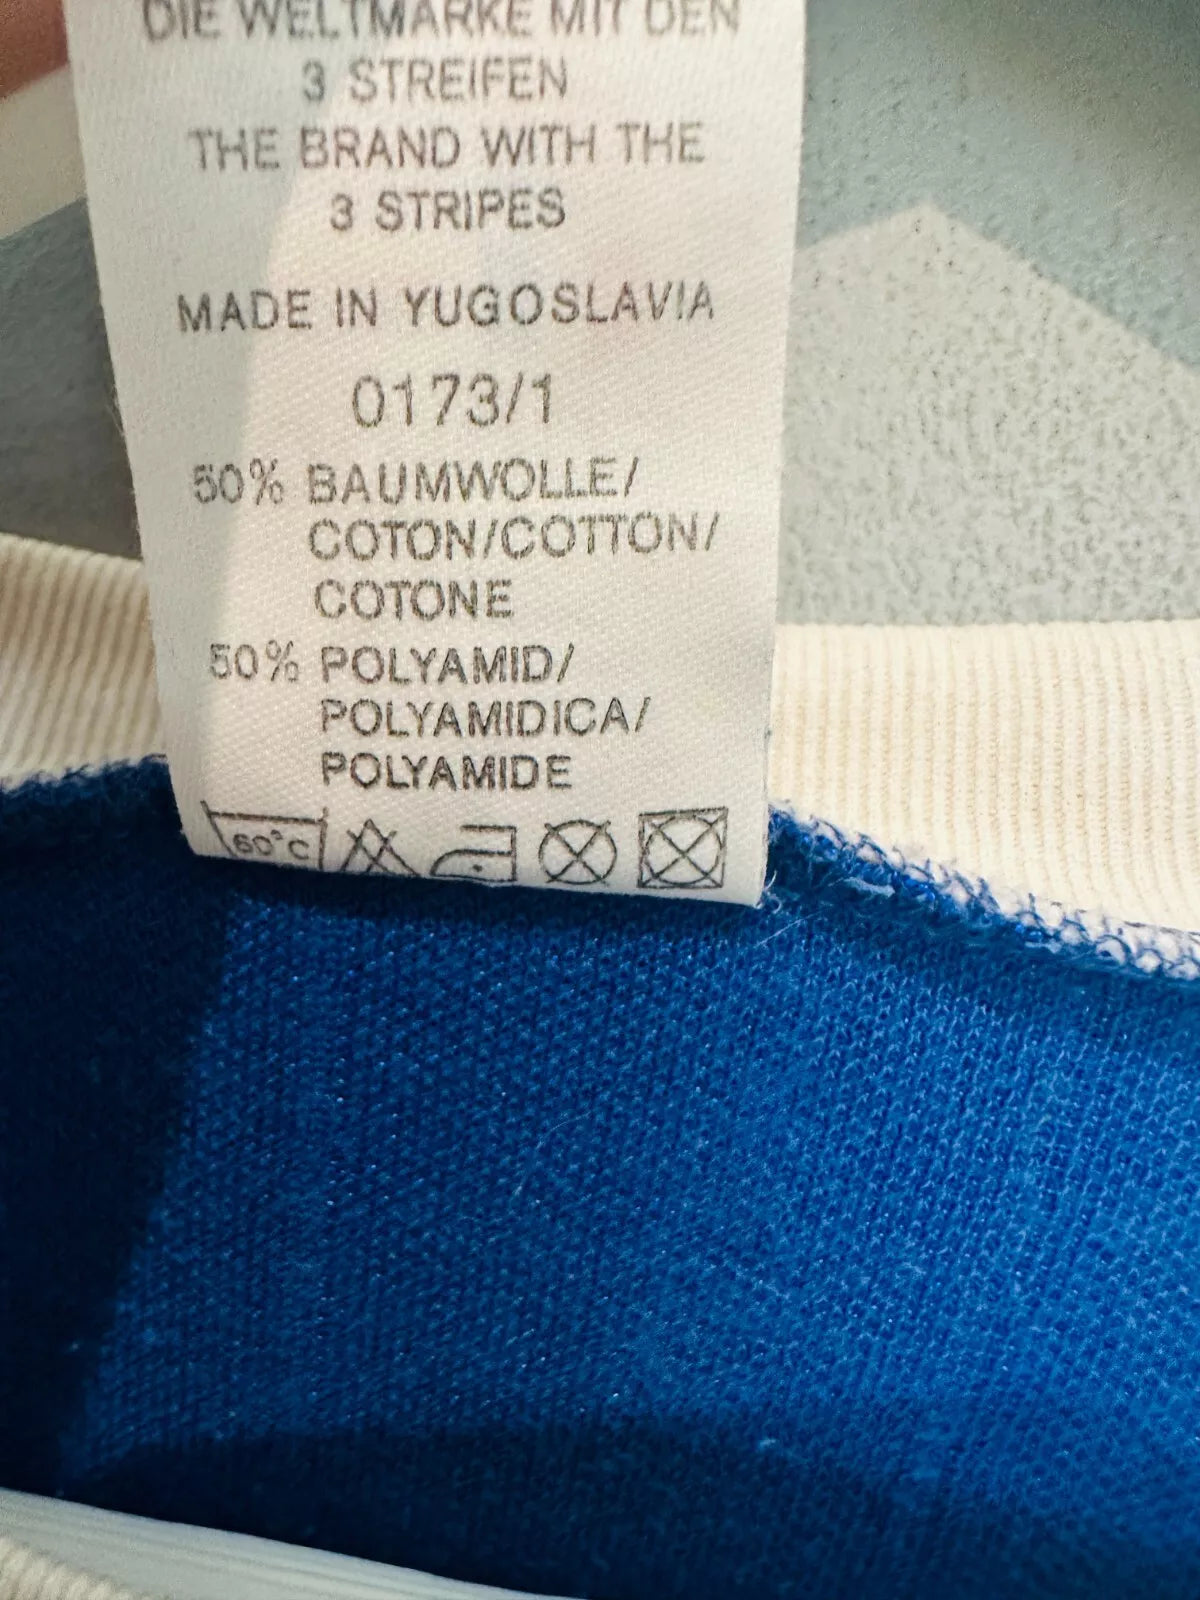 DIE WELTMARKE MIT DEN
3 STREIFEN
THE BRAND WITH THE
3 STRIPES
MADE IN YUGOSLAVIA
0173/1
50% BAUMWOLLE/
COTON/COTTON/
COTONE
50% POLYAMID/
POLYAMIDICA/
POLYAMIDE
60°C